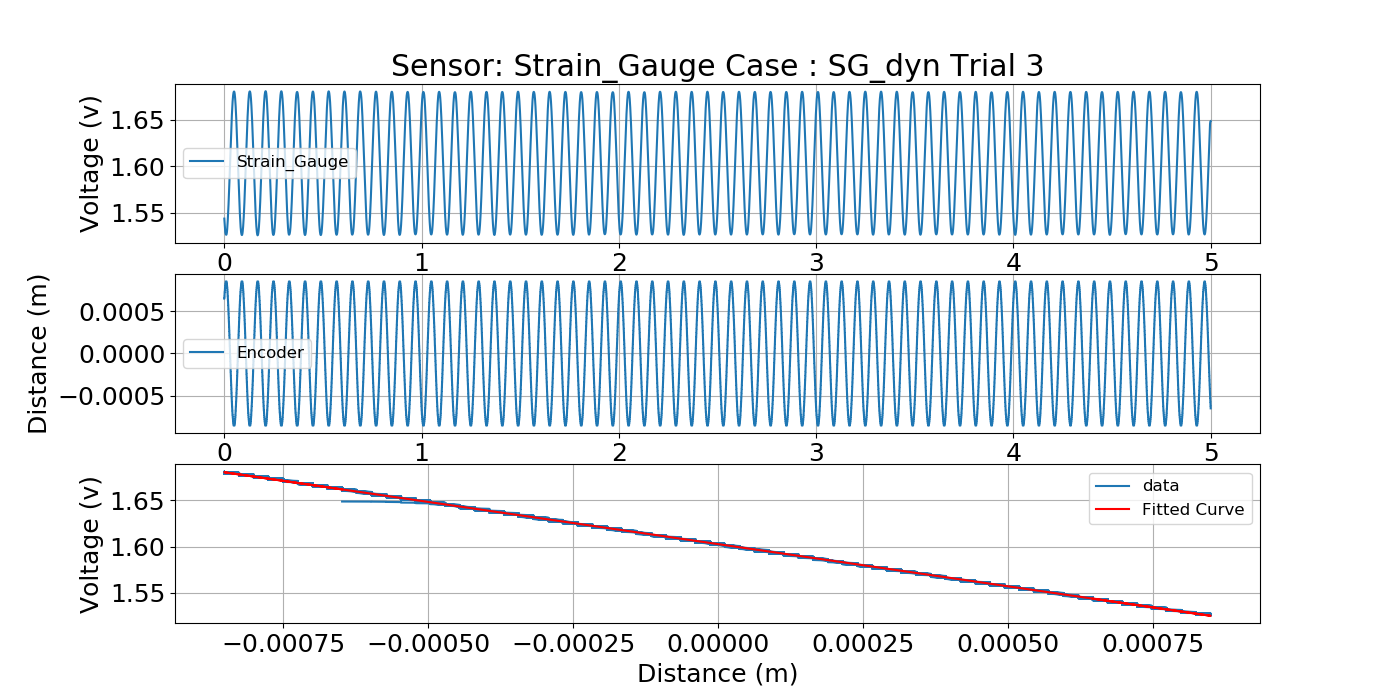 Sensor: Strain_Gauge Case : SG_dyn Trial 3
Voltage (v)
1.65
1.60
1.55
Strain_Gauge
0 1 2 3 4 5
Distance (m)
0.0005
0.0000
−0.0005
Encoder
0 1 2 3 4 5
Voltage (v)
1.65
1.60
1.55
data
Fitted Curve
−0.00075 −0.00050 −0.00025 0.00000 0.00025 0.00050 0.00075
Distance (m)